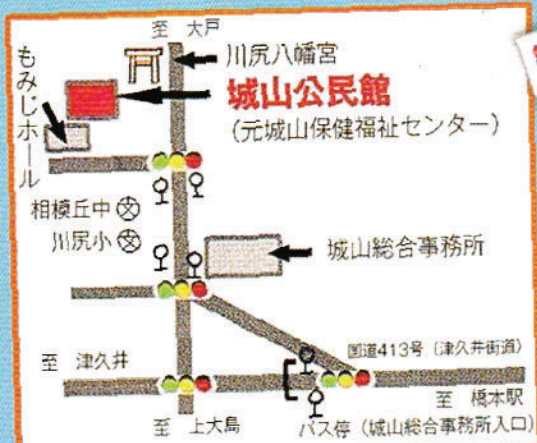 至 大戸
川尻八幡宮
もみじホール
城山公民館
(元城山保健福祉センター)
相模丘中 文
川尻小 文
城山総合事務所
国道413号(津久井街道)
至 津久井
至 橋本駅
至 上大島
バス停(城山総合事務所入口)